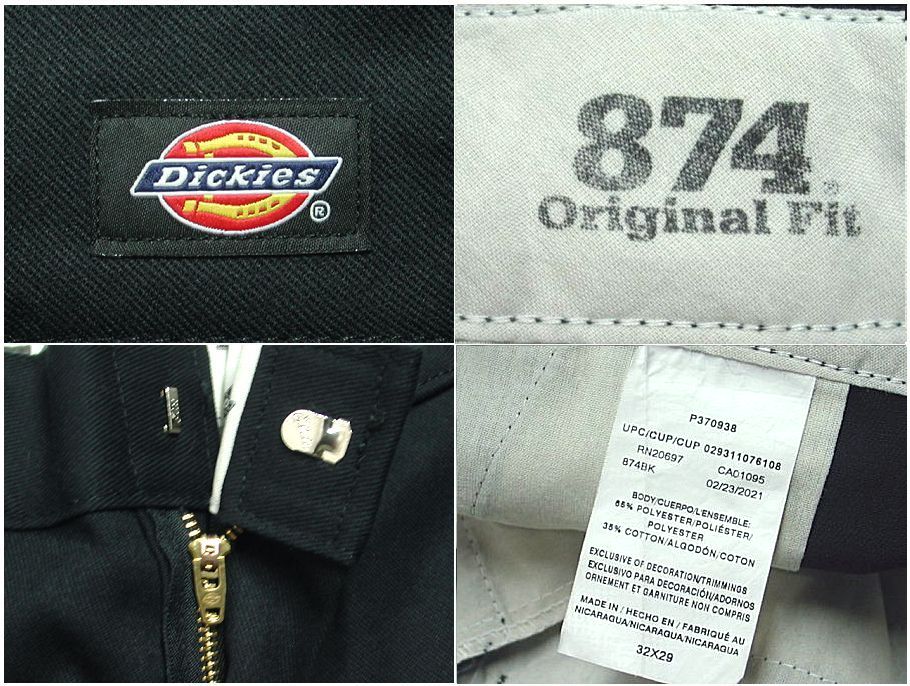 Dickies
®
874
Original Fit
P370938
UPC/CUP/CUP 029311076108
RN20697 CA01095
874BK 02/23/2021
BODY/CUERPO/L'ENSEMBLE:
65% POLYESTER/POLIÉSTER/
POLYESTER
35% COTTON/ALGODÓN,COTON
EXCLUSIVE OF DECORATION/TRIMMINGS
EXCLUSIVO PARA DECORACIÓN/ADORNOS
ORNEMENT ET GARNITURE NON COMPRIS
MADE IN / HECHO EN / FABRIQUÉ AU
NICARAGUA/NICARAGUA/NICARAGUA
32X29